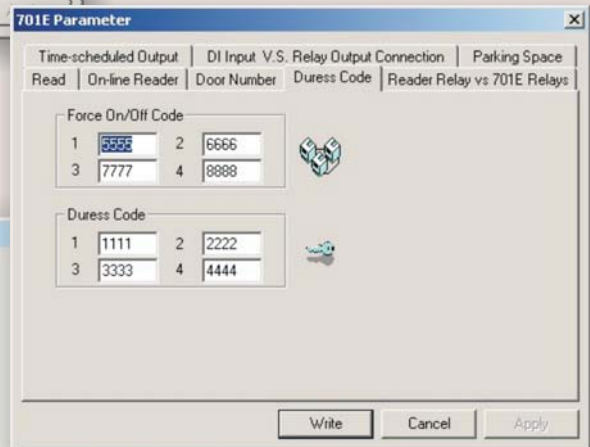 701E Parameter
Time-scheduled Output DI Input V.S. Relay Output Connection Parking Space
Read On-line Reader Door Number Duress Code Reader Relay vs 701E Relays
Force On/Off Code
1 5555 2 6666
3 7777 4 8888
Duress Code
1 1111 2 2222
3 3333 4 4444
Write Cancel Apply